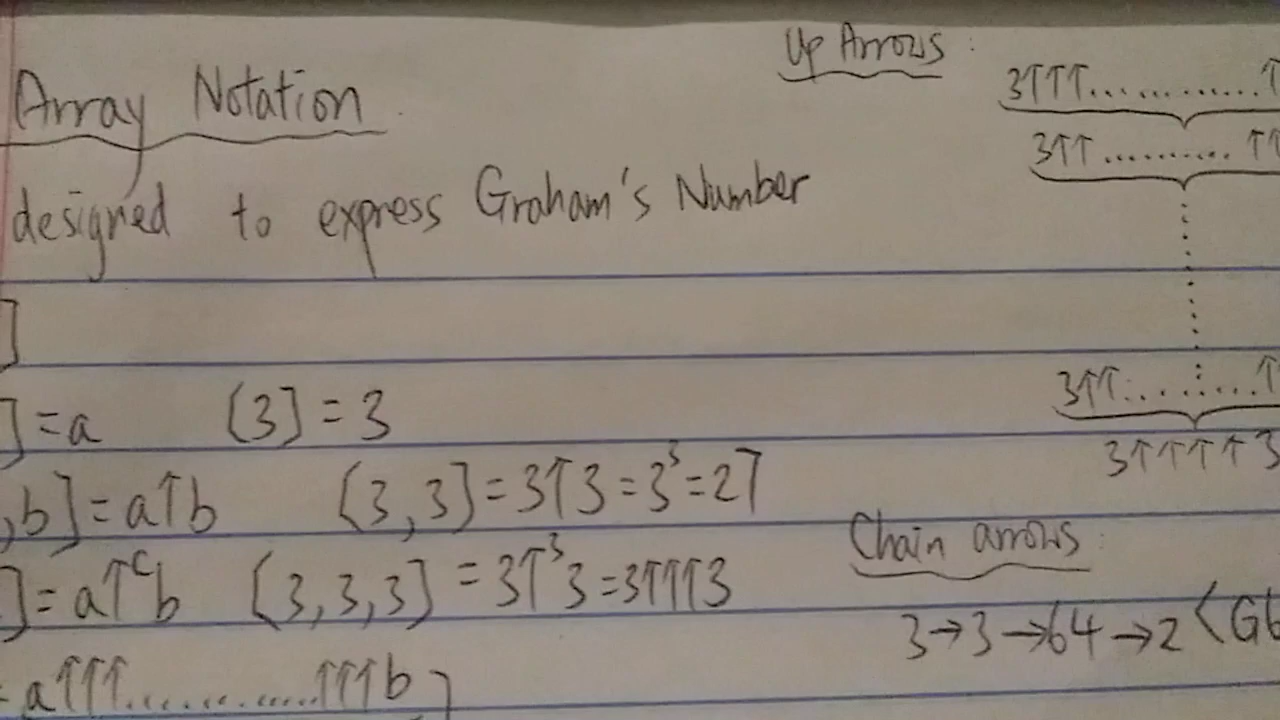 Array Notation
designed to express Graham's Number
]
]=a [3]=3
,b]=a↑b [3,3]=3↑3=3³=27
]=a↑ᶜb [3,3,3]=3↑³3=3↑↑↑3
=a↑↑↑.............↑↑↑b
Up Arrows:
3↑↑↑.............↑
3↑↑..........↑↑
3↑↑.........↑
3↑↑↑↑3
Chain arrows:
3→3→64→2<G6